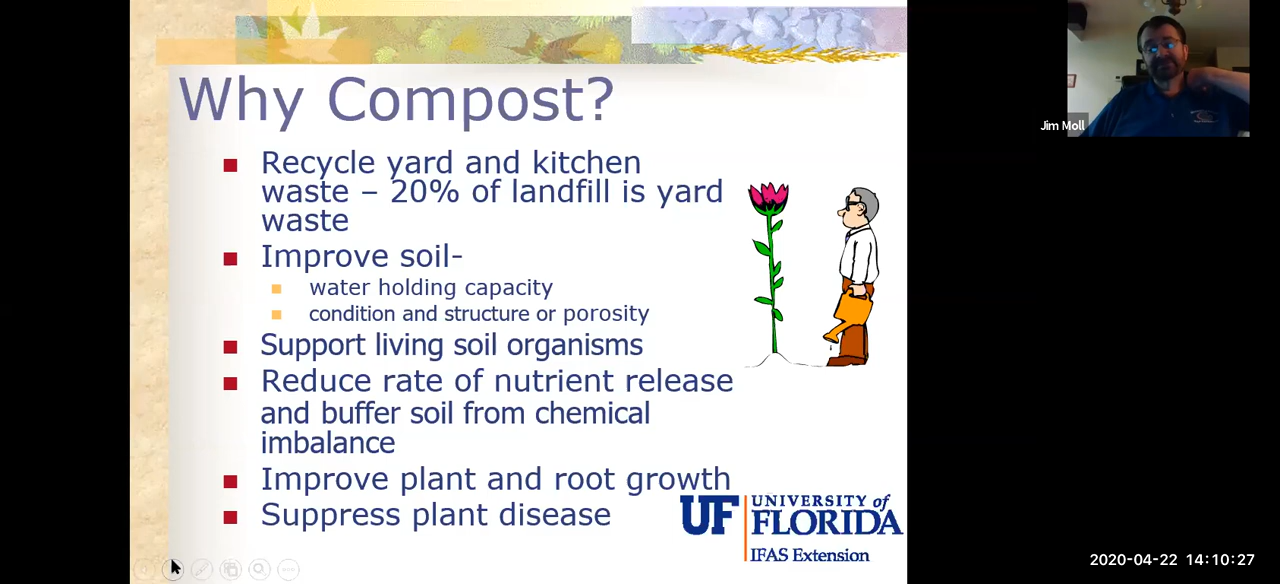 Why Compost?
Recycle yard and kitchen
waste – 20% of landfill is yard
waste
Improve soil-
water holding capacity
condition and structure or porosity
Support living soil organisms
Reduce rate of nutrient release
and buffer soil from chemical
imbalance
Improve plant and root growth
Suppress plant disease
UF UNIVERSITY of
FLORIDA
IFAS Extension
Jim Moll
2020-04-22 14:10:27